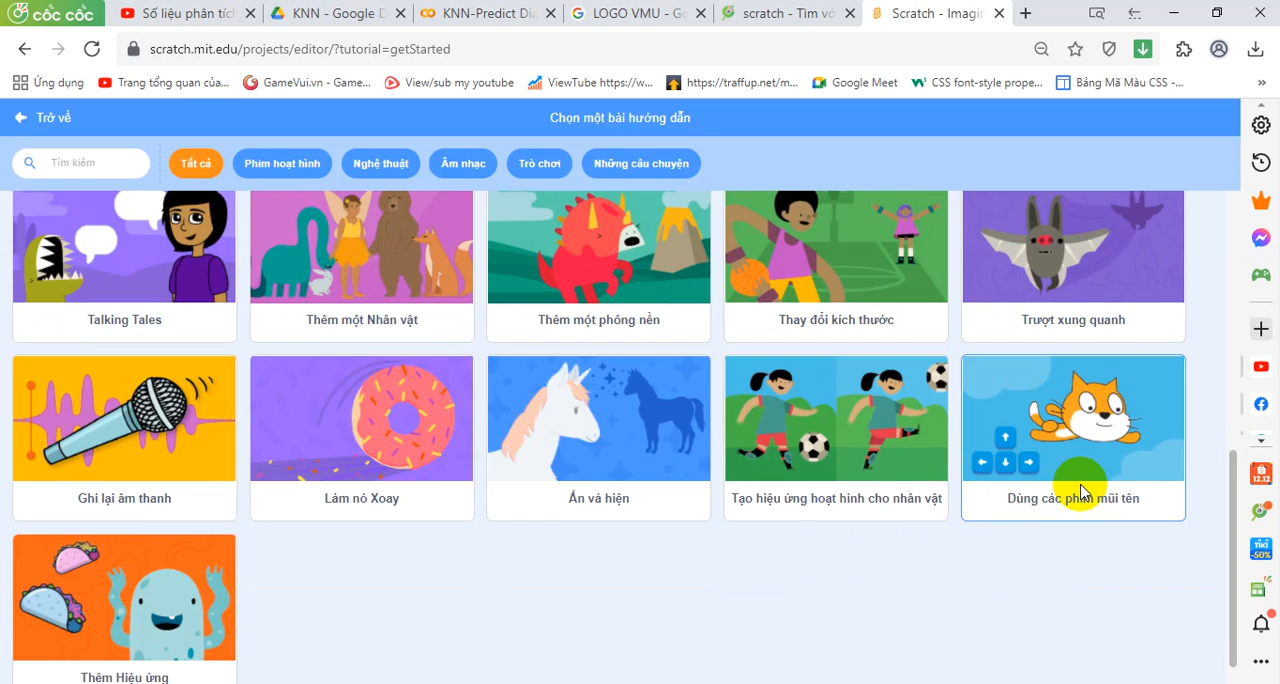 cốc cốc
Số liệu phân tích
KNN - Google D
KNN-Predict Dia
LOGO VMU - Go
scratch - Tìm vớ
Scratch - Imagin
scratch.mit.edu/projects/editor/?tutorial=getStarted
Ứng dụng
Trang tổng quan của...
GameVui.vn - Game...
View/sub my youtube
ViewTube https://w...
https://traffup.net/m...
Google Meet
CSS font-style prope...
Bảng Mã Màu CSS -...
»
Trở về
Chọn một bài hướng dẫn
Tìm kiếm
Tất cả
Phim hoạt hình
Nghệ thuật
Âm nhạc
Trò chơi
Những câu chuyện
Talking Tales
Thêm một Nhân vật
Thêm một phông nền
Thay đổi kích thước
Trượt xung quanh
Ghi lại âm thanh
Làm nó Xoay
Ẩn và hiện
Tạo hiệu ứng hoạt hình cho nhân vật
Dùng các phím mũi tên
Thêm Hiệu ứng
12.12
TIKI
-50%